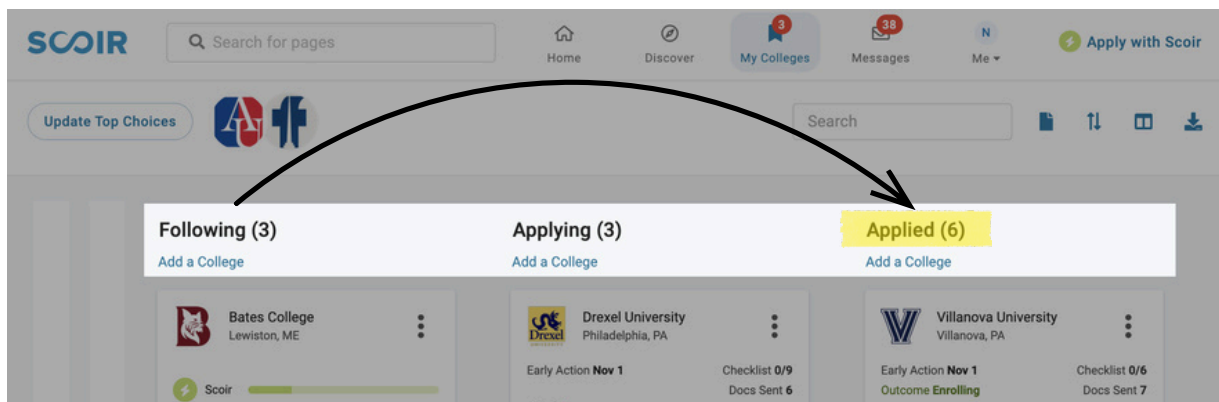 SCOIR
Search for pages
Home
Discover
3
My Colleges
38
Messages
N
Me
Apply with Scoir
Update Top Choices
AU
Search
Following (3)
Add a College
Applying (3)
Add a College
Applied (6)
Add a College
Bates College
Lewiston, ME
Scoir
Drexel University
Philadelphia, PA
Drexel
UNIVERSITY
Early Action Nov 1
Checklist 0/9
Docs Sent 6
Villanova University
Villanova, PA
Early Action Nov 1
Checklist 0/6
Outcome Enrolling
Docs Sent 7